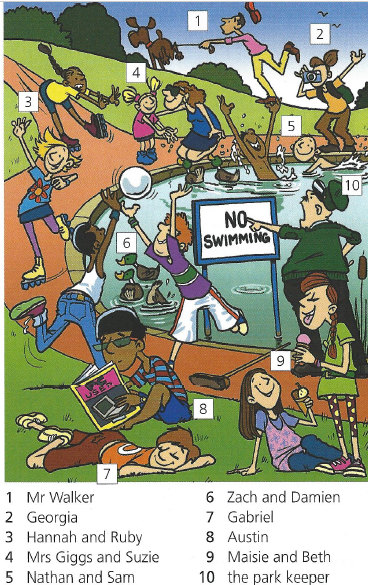 1
2
4
3
5
10
6
NO
SWIMMING
9
8
7
1 Mr Walker
2 Georgia
3 Hannah and Ruby
4 Mrs Giggs and Suzie
5 Nathan and Sam
6 Zach and Damien
7 Gabriel
8 Austin
9 Maisie and Beth
10 the park keeper